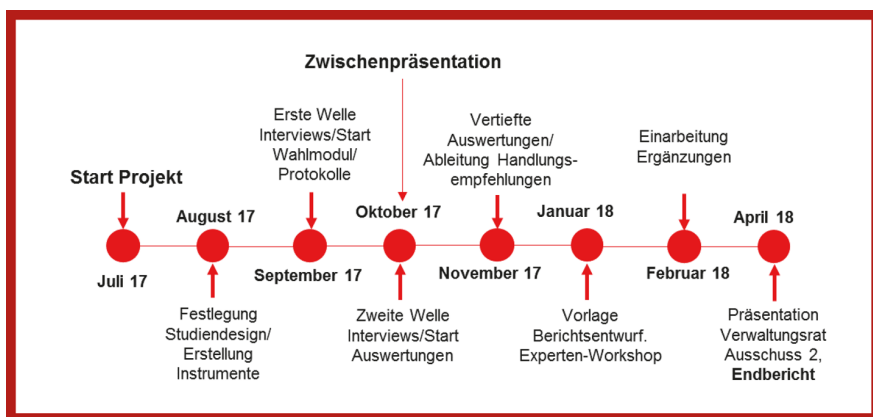 Zwischenpräsentation
Erste Welle
Interviews/Start
Wahlmodul/
Protokolle
Vertiefte
Auswertungen/
Ableitung Handlungs-
empfehlungen
Einarbeitung
Ergänzungen
Start Projekt
August 17
Oktober 17
Januar 18
April 18
Juli 17
September 17
November 17
Februar 18
Festlegung
Studiendesign/
Erstellung
Instrumente
Zweite Welle
Interviews/Start
Auswertungen
Vorlage
Berichtsentwurf.
Experten-Workshop
Präsentation
Verwaltungsrat
Ausschuss 2,
Endbericht